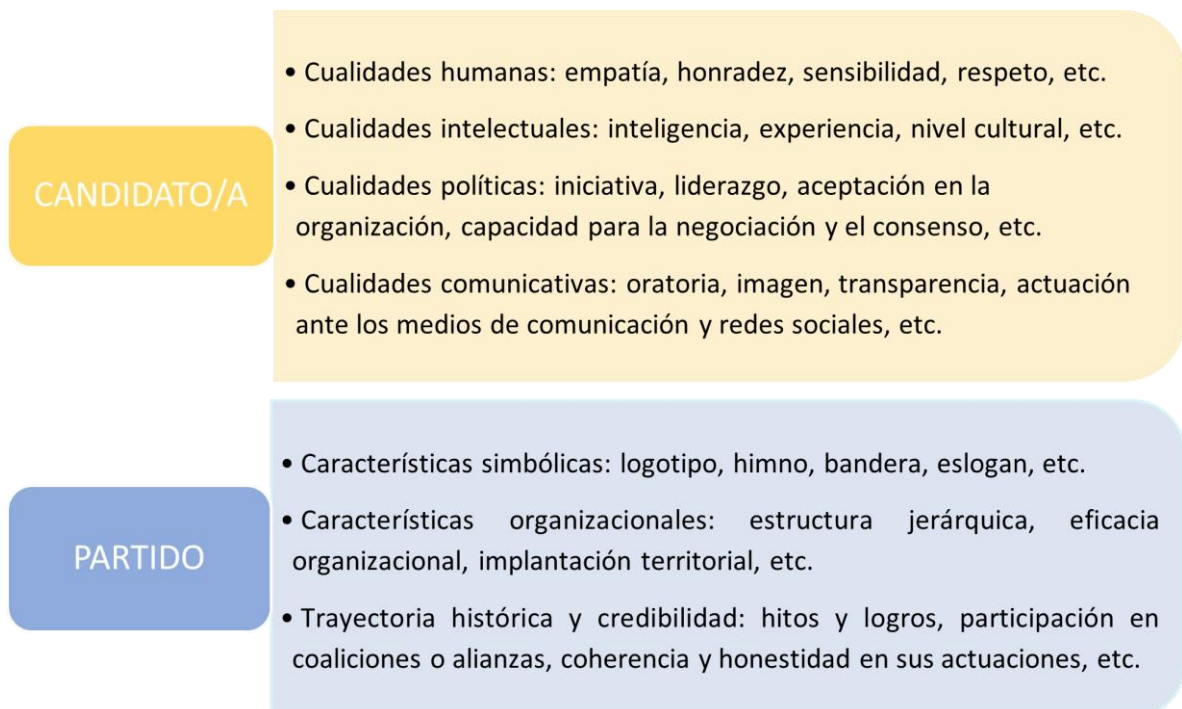 CANDIDATO/A
• Cualidades humanas: empatía, honradez, sensibilidad, respeto, etc.
• Cualidades intelectuales: inteligencia, experiencia, nivel cultural, etc.
• Cualidades políticas: iniciativa, liderazgo, aceptación en la
organización, capacidad para la negociación y el consenso, etc.
• Cualidades comunicativas: oratoria, imagen, transparencia, actuación
ante los medios de comunicación y redes sociales, etc.
PARTIDO
• Características simbólicas: logotipo, himno, bandera, eslogan, etc.
• Características organizacionales: estructura jerárquica, eficacia
organizacional, implantación territorial, etc.
• Trayectoria histórica y credibilidad: hitos y logros, participación en
coaliciones o alianzas, coherencia y honestidad en sus actuaciones, etc.